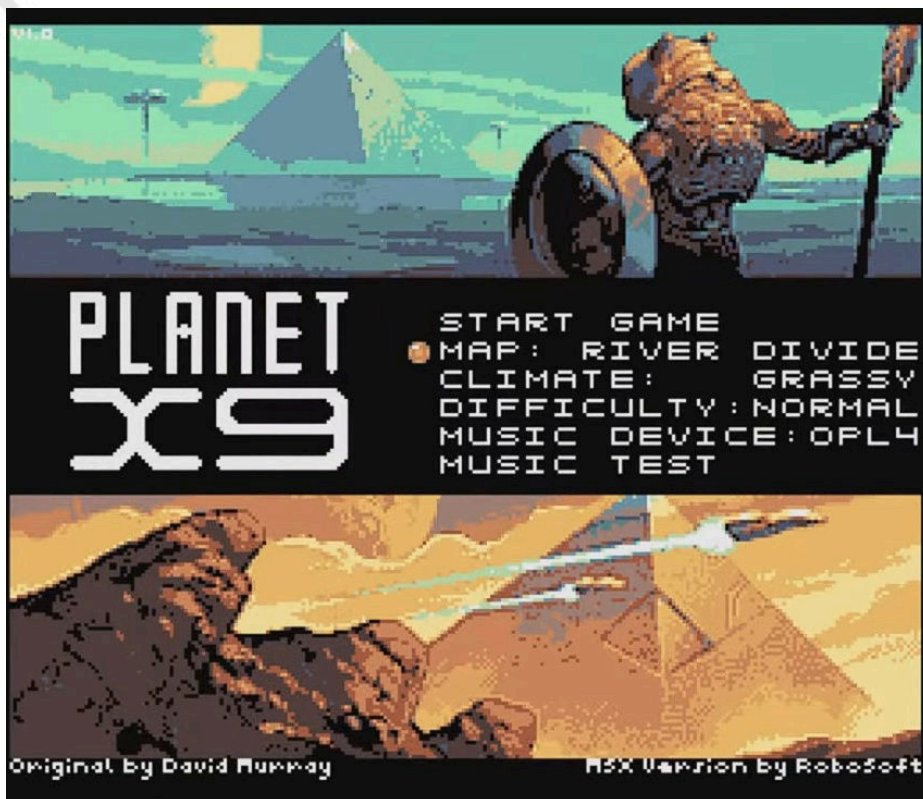 V1.0
PLANET
X9
START GAME
MAP: RIVER DIVIDE
CLIMATE: GRASSY
DIFFICULTY:NORMAL
MUSIC DEVICE:OPL4
MUSIC TEST
Original by David Murray
MSX Version by RoboSoft